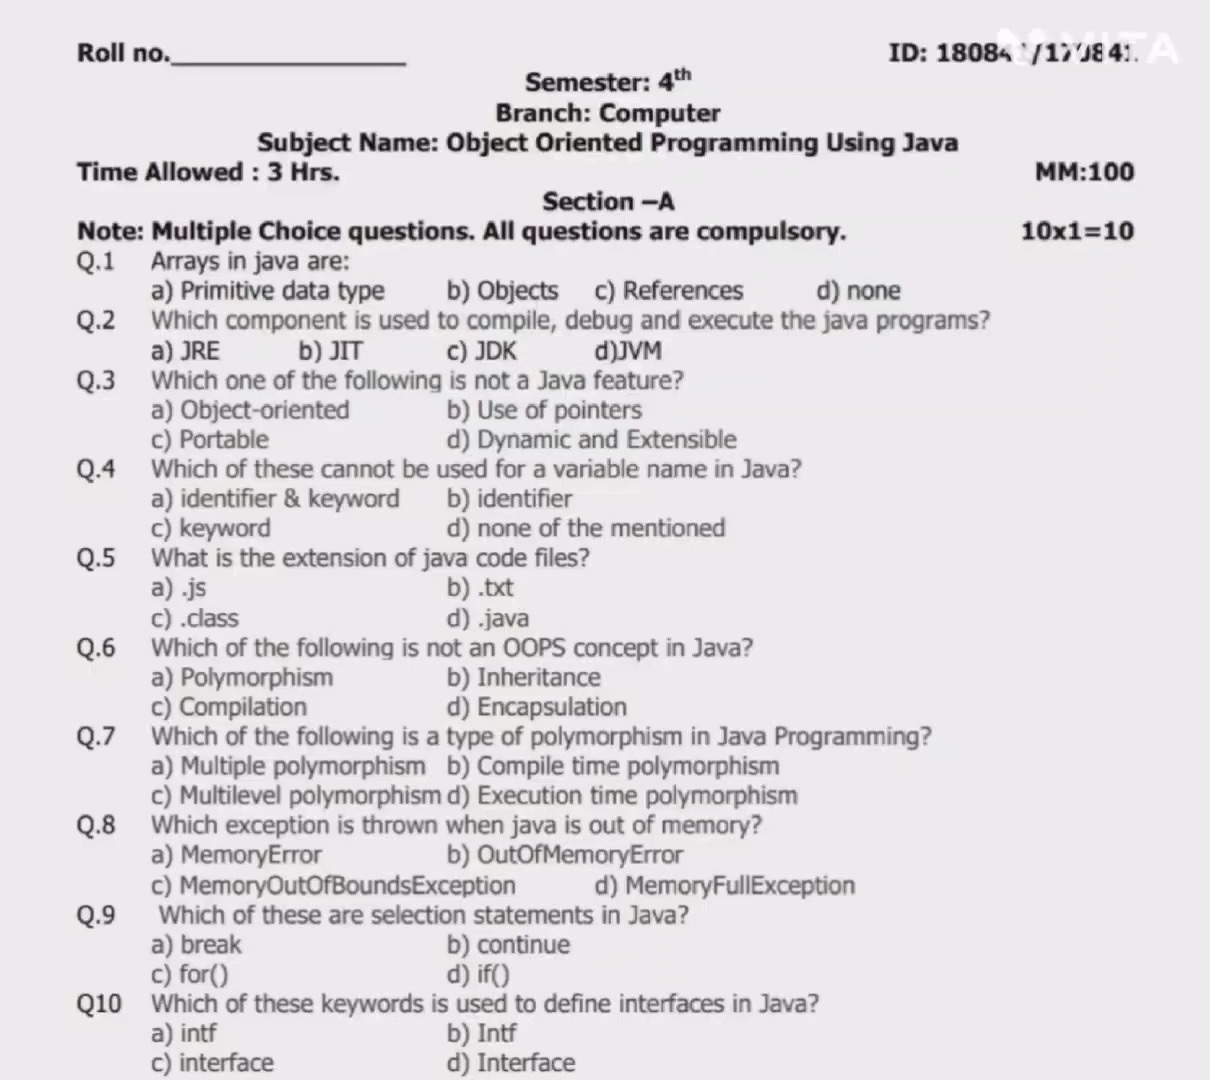 Roll no.
VITA
ID:
Semester: 4th
Branch: Computer
Subject Name: Object Oriented Programming Using Java
Time Allowed : 3 Hrs. MM:100
Section –A
Note: Multiple Choice questions. All questions are compulsory. 10x1=10
Q.1 Arrays in java are:
a) Primitive data type b) Objects c) References d) none
Q.2 Which component is used to compile, debug and execute the java programs?
a) JRE b) JIT c) JDK d)JVM
Q.3 Which one of the following is not a Java feature?
a) Object-oriented b) Use of pointers
c) Portable d) Dynamic and Extensible
Q.4 Which of these cannot be used for a variable name in Java?
a) identifier & keyword b) identifier
c) keyword d) none of the mentioned
Q.5 What is the extension of java code files?
a) .js b) .txt
c) .class d) .java
Q.6 Which of the following is not an OOPS concept in Java?
a) Polymorphism b) Inheritance
c) Compilation d) Encapsulation
Q.7 Which of the following is a type of polymorphism in Java Programming?
a) Multiple polymorphism b) Compile time polymorphism
c) Multilevel polymorphism d) Execution time polymorphism
Q.8 Which exception is thrown when java is out of memory?
a) MemoryError b) OutOfMemoryError
c) MemoryOutOfBoundsException d) MemoryFullException
Q.9 Which of these are selection statements in Java?
a) break b) continue
c) for() d) if()
Q10 Which of these keywords is used to define interfaces in Java?
a) intf b) Intf
c) interface d) Interface